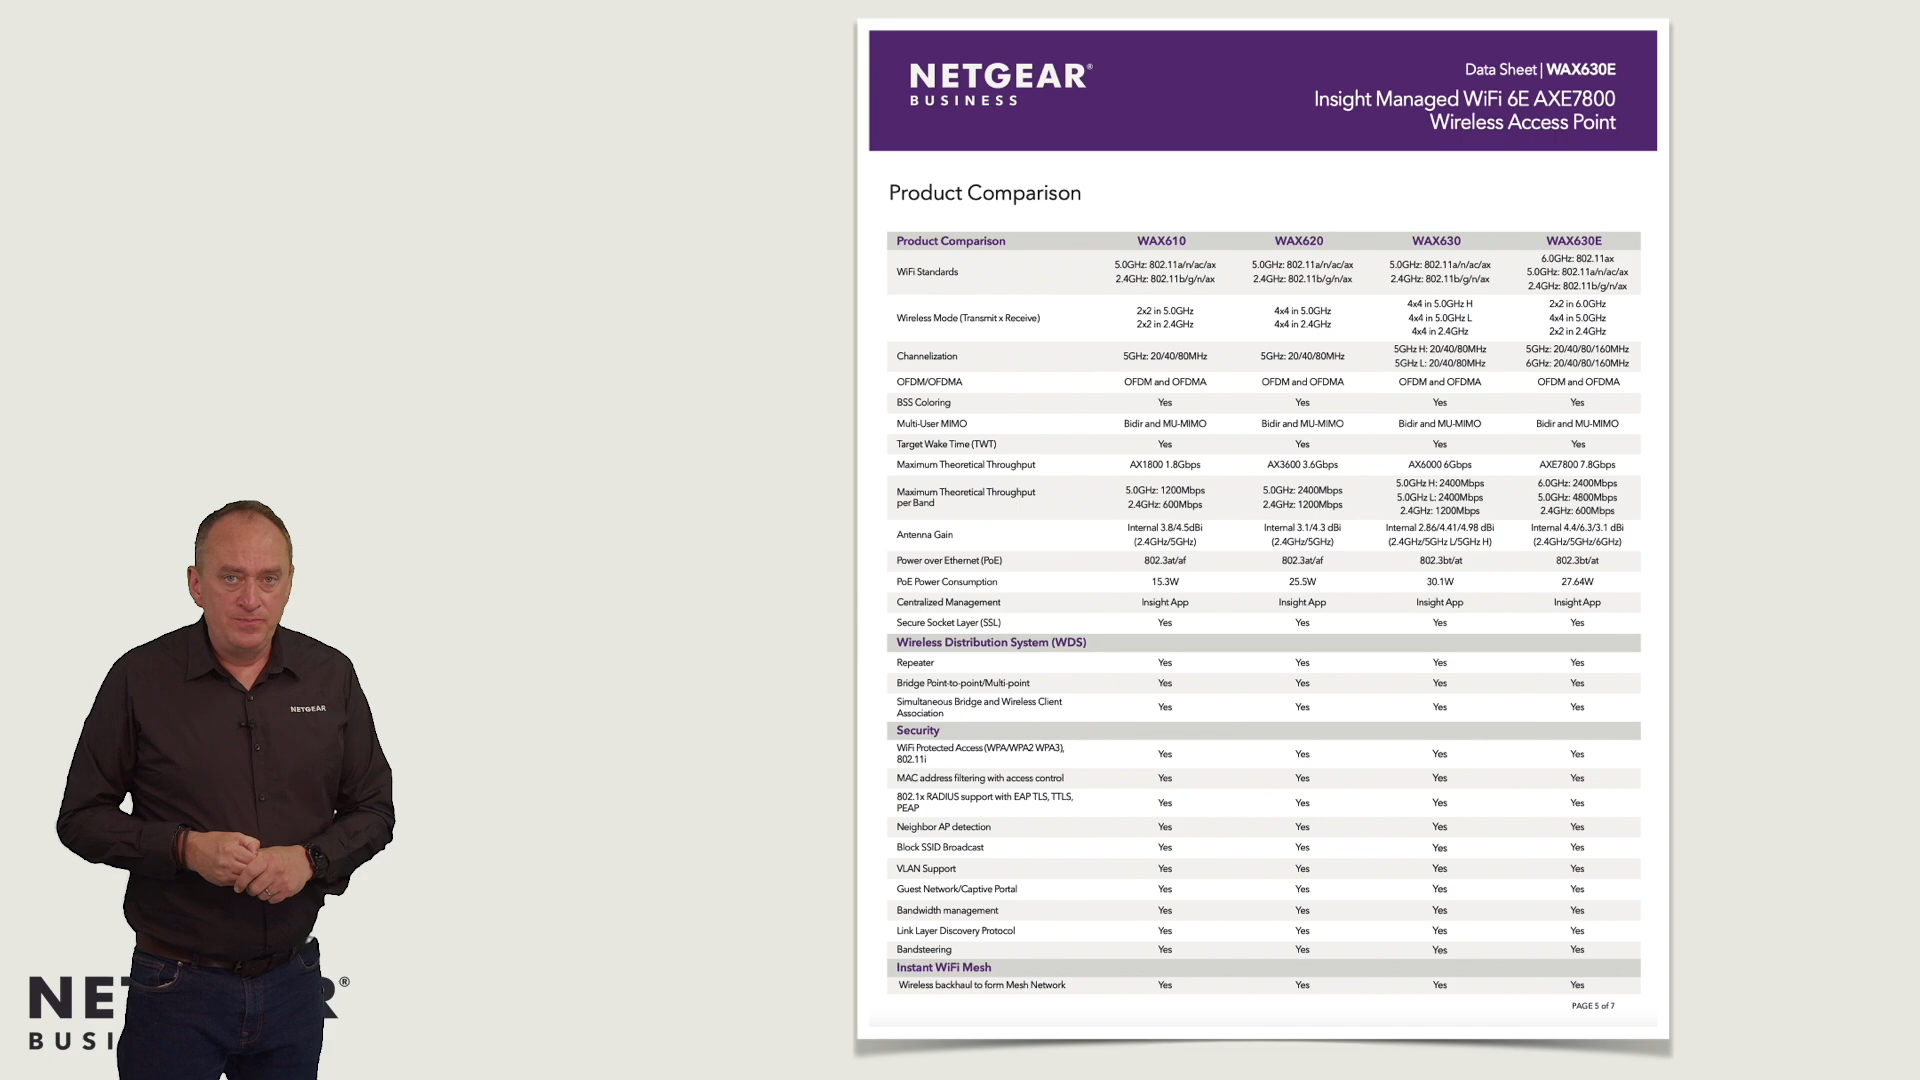 NETGEAR®
BUSINESS
Data Sheet | WAX630E
Insight Managed WiFi 6E AXE7800
Wireless Access Point
Product Comparison
Product Comparison WAX610 WAX620 WAX630 WAX630E
WiFi Standards
5.0GHz: 802.11a/n/ac/ax
2.4GHz: 802.11b/g/n/ax
5.0GHz: 802.11a/n/ac/ax
2.4GHz: 802.11b/g/n/ax
5.0GHz: 802.11a/n/ac/ax
2.4GHz: 802.11b/g/n/ax
6.0GHz: 802.11ax
5.0GHz: 802.11a/n/ac/ax
2.4GHz: 802.11b/g/n/ax
Wireless Mode (Transmit x Receive)
2x2 in 5.0GHz
2x2 in 2.4GHz
4x4 in 5.0GHz
4x4 in 2.4GHz
4x4 in 5.0GHz H
4x4 in 5.0GHz L
4x4 in 2.4GHz
2x2 in 6.0GHz
4x4 in 5.0GHz
2x2 in 2.4GHz
Channelization
5GHz: 20/40/80MHz
5GHz: 20/40/80MHz
5GHz H: 20/40/80MHz
5GHz L: 20/40/80MHz
5GHz: 20/40/80/160MHz
6GHz: 20/40/80/160MHz
OFDM/OFDMA OFDM and OFDMA OFDM and OFDMA OFDM and OFDMA OFDM and OFDMA
BSS Coloring Yes Yes Yes Yes
Multi-User MIMO Bidir and MU-MIMO Bidir and MU-MIMO Bidir and MU-MIMO Bidir and MU-MIMO
Target Wake Time (TWT) Yes Yes Yes Yes
Maximum Theoretical Throughput AX1800 1.8Gbps AX3600 3.6Gbps AX6000 6Gbps AXE7800 7.8Gbps
Maximum Theoretical Throughput
per Band
5.0GHz: 1200Mbps
2.4GHz: 600Mbps
5.0GHz: 2400Mbps
2.4GHz: 1200Mbps
5.0GHz H: 2400Mbps
5.0GHz L: 2400Mbps
2.4GHz: 1200Mbps
6.0GHz: 2400Mbps
5.0GHz: 4800Mbps
2.4GHz: 600Mbps
Antenna Gain
Internal 3.8/4.5dBi
(2.4GHz/5GHz)
Internal 3.1/4.3 dBi
(2.4GHz/5GHz)
Internal 2.86/4.41/4.98 dBi
(2.4GHz/5GHz L/5GHz H)
Internal 4.4/6.3/3.1 dBi
(2.4GHz/5GHz/6GHz)
Power over Ethernet (PoE) 802.3at/af 802.3at/af 802.3bt/at 802.3bt/at
PoE Power Consumption 15.3W 25.5W 30.1W 27.64W
Centralized Management Insight App Insight App Insight App Insight App
Secure Socket Layer (SSL) Yes Yes Yes Yes
Wireless Distribution System (WDS)
Repeater Yes Yes Yes Yes
Bridge Point-to-point/Multi-point Yes Yes Yes Yes
Simultaneous Bridge and Wireless Client
Association
Yes Yes Yes Yes
Security
WiFi Protected Access (WPA/WPA2 WPA3),
802.11i
Yes Yes Yes Yes
MAC address filtering with access control Yes Yes Yes Yes
802.1x RADIUS support with EAP TLS, TTLS,
PEAP
Yes Yes Yes Yes
Neighbor AP detection Yes Yes Yes Yes
Block SSID Broadcast Yes Yes Yes Yes
VLAN Support Yes Yes Yes Yes
Guest Network/Captive Portal Yes Yes Yes Yes
Bandwidth management Yes Yes Yes Yes
Link Layer Discovery Protocol Yes Yes Yes Yes
Bandsteering Yes Yes Yes Yes
Instant WiFi Mesh
Wireless backhaul to form Mesh Network Yes Yes Yes Yes
PAGE 5 of 7
NETGEAR
NE R®
BUSI